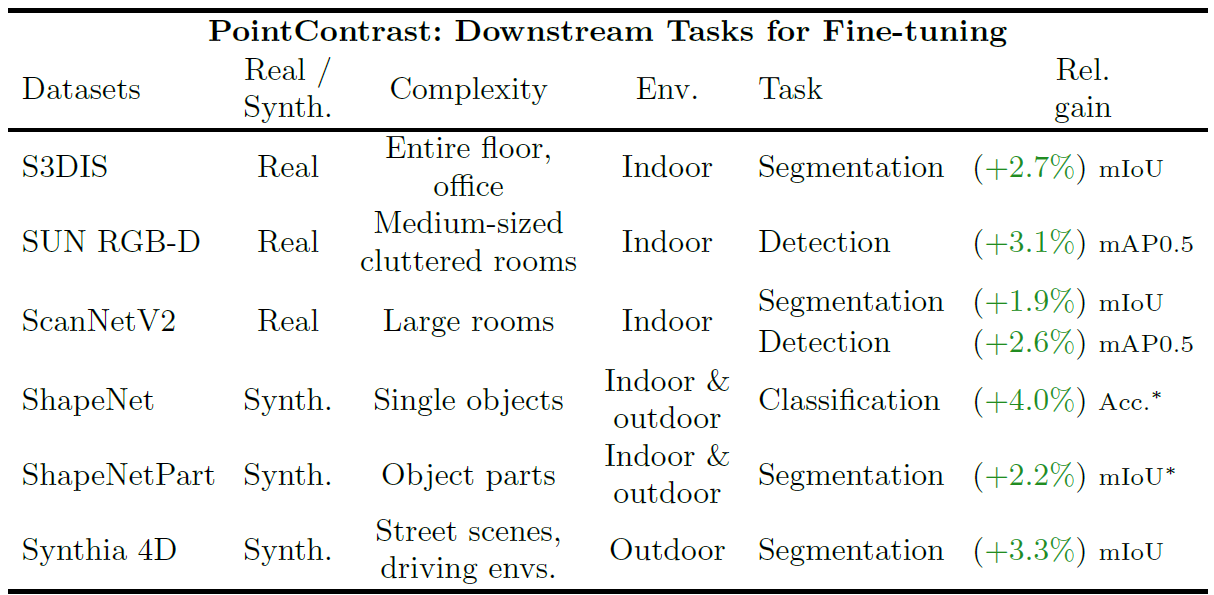 PointContrast: Downstream Tasks for Fine-tuning
Datasets Real / Synth. Complexity Env. Task Rel. gain
S3DIS Real Entire floor, office Indoor Segmentation (+2.7%) mIoU
SUN RGB-D Real Medium-sized cluttered rooms Indoor Detection (+3.1%) mAP0.5
ScanNetV2 Real Large rooms Indoor Segmentation (+1.9%) mIoU
Detection (+2.6%) mAP0.5
ShapeNet Synth. Single objects Indoor & outdoor Classification (+4.0%) Acc.*
ShapeNetPart Synth. Object parts Indoor & outdoor Segmentation (+2.2%) mIoU*
Synthia 4D Synth. Street scenes, driving envs. Outdoor Segmentation (+3.3%) mIoU